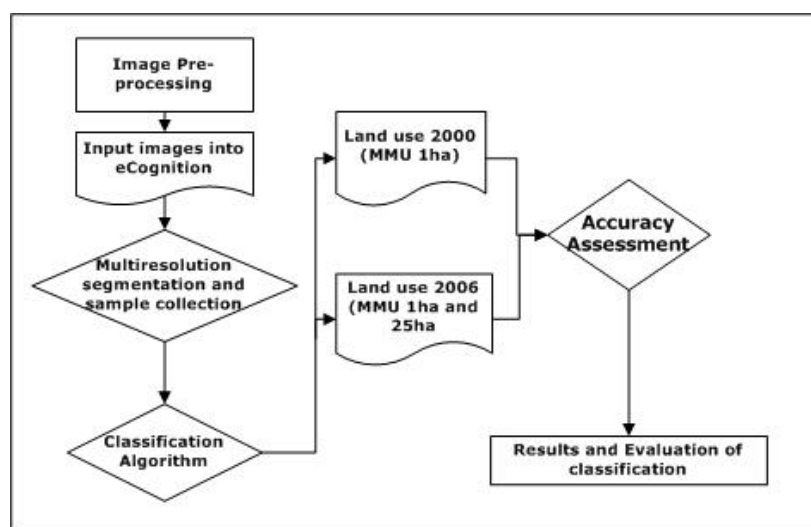 Image Pre-
processing
Input images into
eCognition
Multiresolution
segmentation and
sample collection
Classification
Algorithm
Land use 2000
(MMU 1ha)
Land use 2006
(MMU 1ha and
25ha
Accuracy
Assessment
Results and Evaluation of
classification